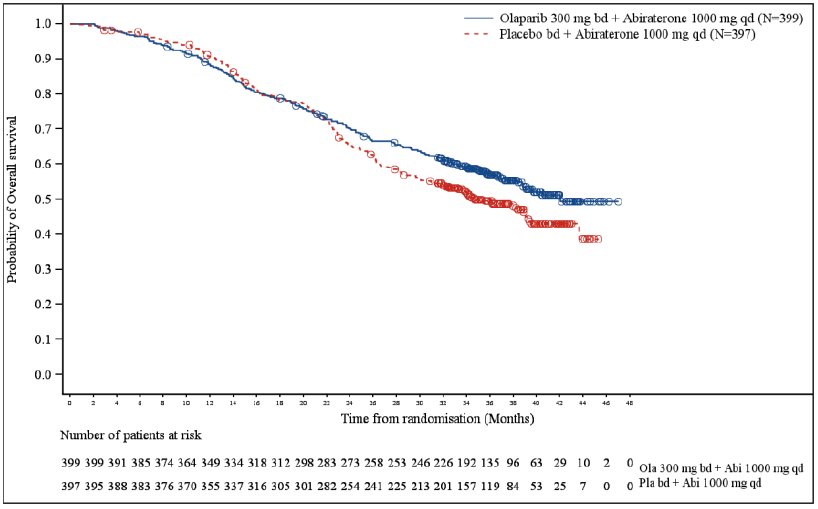 Olaparib 300 mg bd + Abiraterone 1000 mg qd (N=399)
Placebo bd + Abiraterone 1000 mg qd (N=397)
Probability of Overall survival
1.0
0.9
0.8
0.7
0.6
0.5
0.4
0.3
0.2
0.1
0.0
0 2 4 6 8 10 12 14 16 18 20 22 24 26 28 30 32 34 36 38 40 42 44 46 48
Time from randomisation (Months)
Number of patients at risk
399 399 391 385 374 364 349 334 318 312 298 283 273 258 253 246 226 192 135 96 63 29 10 2 0 Ola 300 mg bd + Abi 1000 mg qd
397 395 388 383 376 370 355 337 316 305 301 282 254 241 225 213 201 157 119 84 53 25 7 0 0 Pla bd + Abi 1000 mg qd